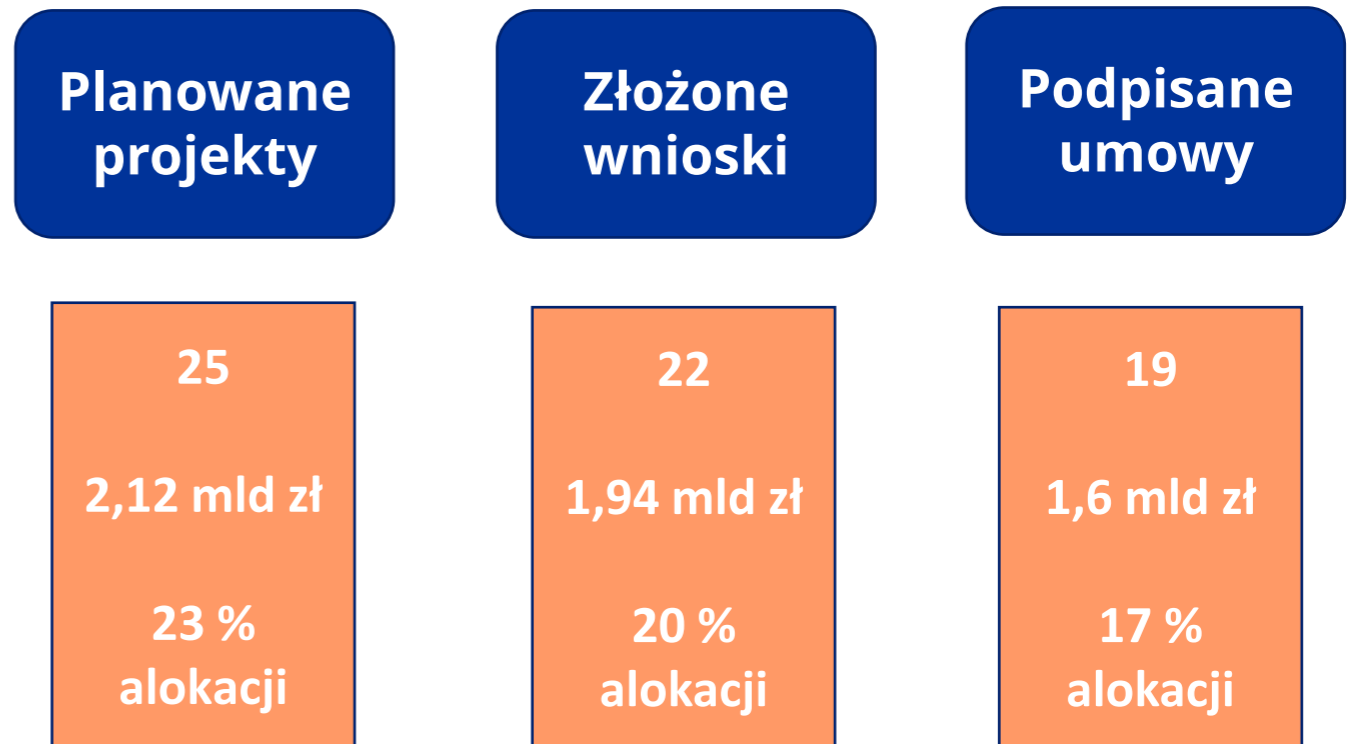 Planowane
projekty
Złożone
wnioski
Podpisane
umowy
25
2,12 mld zł
23 %
alokacji
22
1,94 mld zł
20 %
alokacji
19
1,6 mld zł
17 %
alokacji